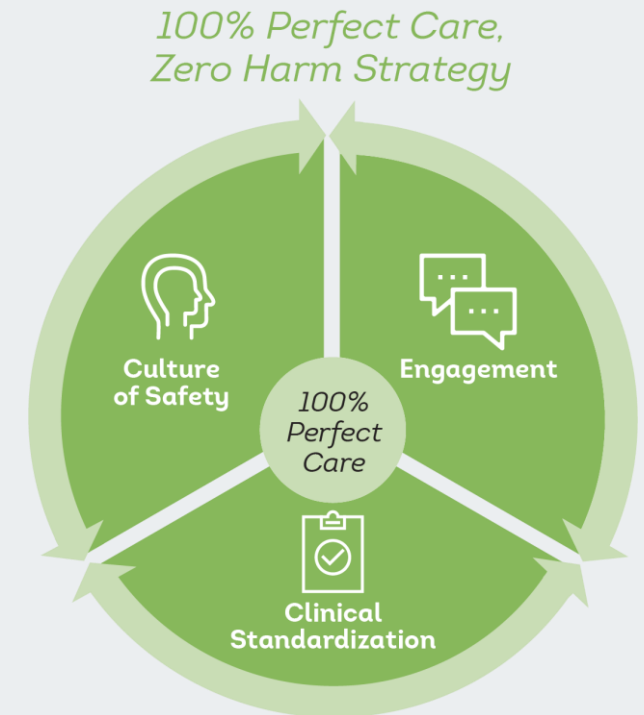 100% Perfect Care,
Zero Harm Strategy
Culture
of Safety
Engagement
100%
Perfect
Care
Clinical
Standardization